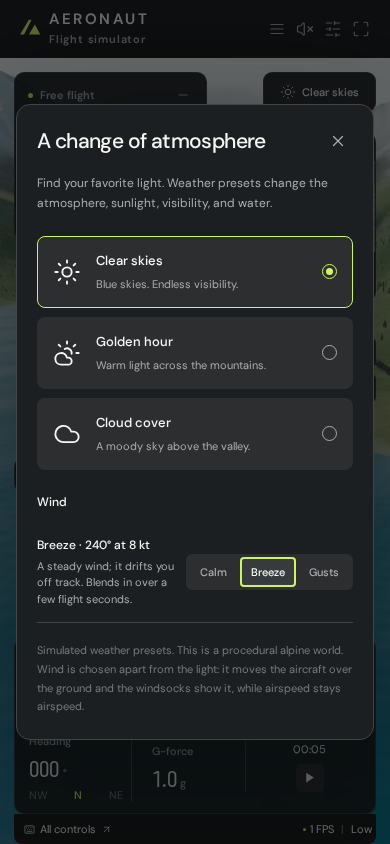 AERONAUT
Flight simulator
Free flight
Clear skies
A change of atmosphere
Find your favorite light. Weather presets change the
atmosphere, sunlight, visibility, and water.
Clear skies
Blue skies. Endless visibility.
Golden hour
Warm light across the mountains.
Cloud cover
A moody sky above the valley.
Wind
Breeze · 240° at 8 kt
A steady wind; it drifts you
off track. Blends in over a
few flight seconds.
Calm Breeze Gusts
Simulated weather presets. This is a procedural alpine world.
Wind is chosen apart from the light: it moves the aircraft over
the ground and the windsocks show it, while airspeed stays
airspeed.
Heading
G-force
00:05
000°
1.0 g
NW N NE
All controls
1 FPS | Low